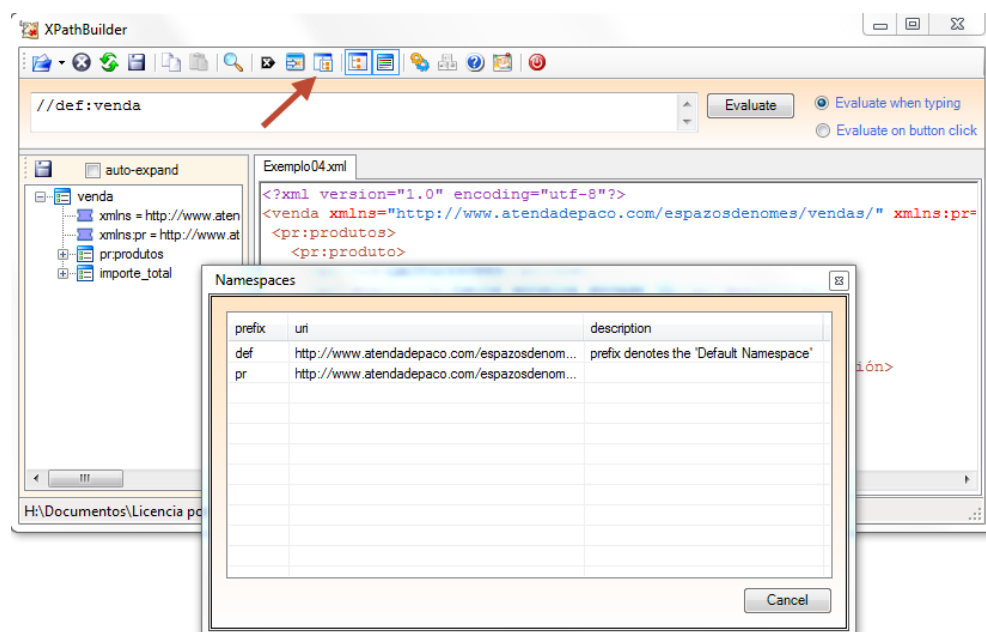 XPathBuilder
//def:venda
Evaluate
Evaluate when typing
Evaluate on button click
auto-expand
Exemplo04.xml
venda
xmlns = http://www.aten
xmlns:pr = http://www.at
pr:produtos
importe_total
<?xml version="1.0" encoding="utf-8"?>
<venda xmlns="http://www.atendadepaco.com/espazosdenomes/vendas/" xmlns:pr=
<pr:produtos>
<pr:produto>
ión>
Namespaces
prefix uri description
def http://www.atendadepaco.com/espazosdenom... prefix denotes the 'Default Namespace'
pr http://www.atendadepaco.com/espazosdenom...
Cancel
H:\Documentos\Licencia po